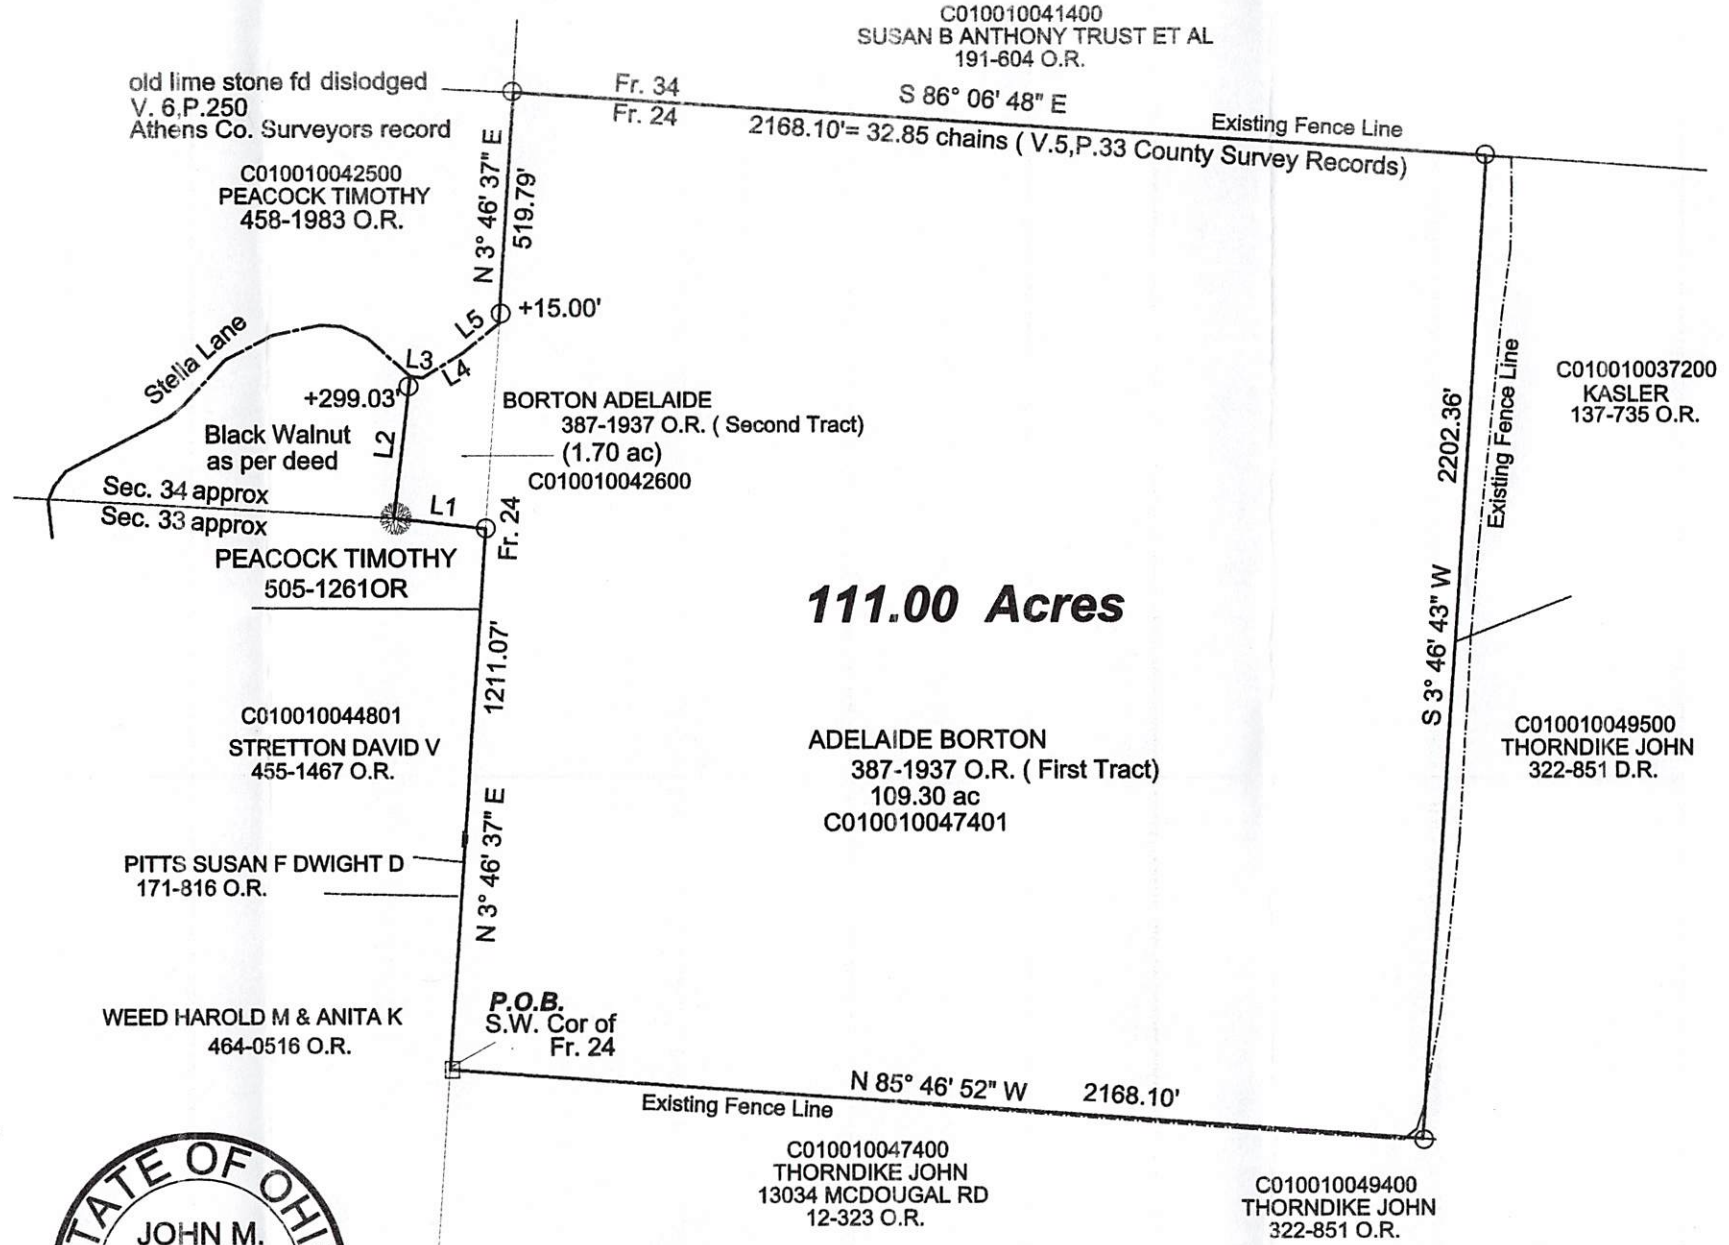 C010010041400
SUSAN B ANTHONY TRUST ET AL
191-604 O.R.
old lime stone fd dislodged
V. 6,P.250
Athens Co. Surveyors record
Fr. 34
Fr. 24
S 86° 06' 48" E
2168.10'= 32.85 chains ( V.5,P.33 County Survey Records)
Existing Fence Line
C010010042500
PEACOCK TIMOTHY
458-1983 O.R.
N 3° 46' 37" E
519.79'
+15.00'
Stella Lane
L5
L3
L4
+299.03'
L2
Black Walnut
as per deed
BORTON ADELAIDE
387-1937 O.R. ( Second Tract)
(1.70 ac)
C010010042600
2202.36'
Existing Fence Line
C010010037200
KASLER
137-735 O.R.
Sec. 34 approx
Sec. 33 approx
L1
Fr. 24
PEACOCK TIMOTHY
505-1261OR
111.00 Acres
1211.07'
S 3° 46' 43" W
C010010044801
STRETTON DAVID V
455-1467 O.R.
ADELAIDE BORTON
387-1937 O.R. ( First Tract)
109.30 ac
C010010047401
C010010049500
THORNDIKE JOHN
322-851 D.R.
N 3° 46' 37" E
PITTS SUSAN F DWIGHT D
171-816 O.R.
WEED HAROLD M & ANITA K
464-0516 O.R.
P.O.B.
S.W. Cor of
Fr. 24
N 85° 46' 52" W 2168.10'
Existing Fence Line
C010010047400
THORNDIKE JOHN
13034 MCDOUGAL RD
12-323 O.R.
C010010049400
THORNDIKE JOHN
322-851 O.R.
TATE OF OHI
JOHN M.